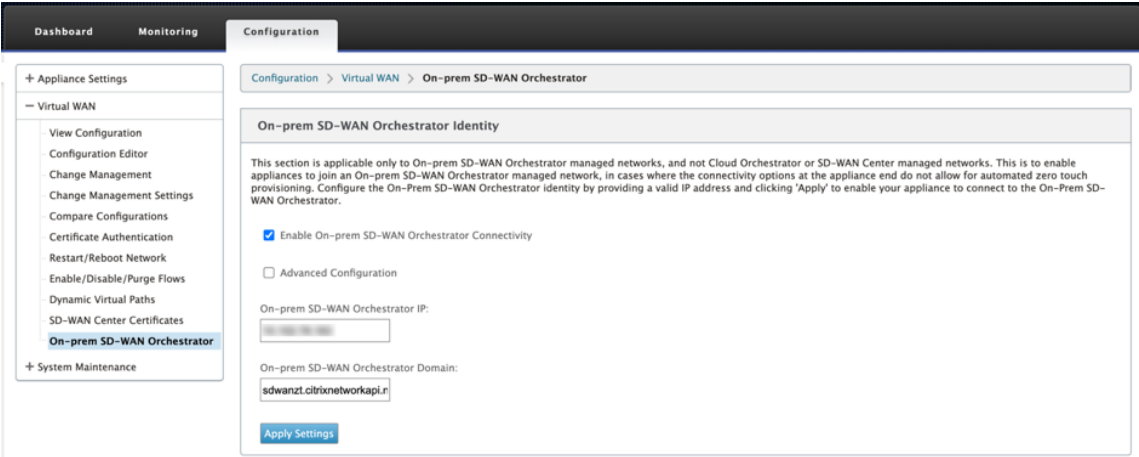 Dashboard Monitoring Configuration
+ Appliance Settings
− Virtual WAN
View Configuration
Configuration Editor
Change Management
Change Management Settings
Compare Configurations
Certificate Authentication
Restart/Reboot Network
Enable/Disable/Purge Flows
Dynamic Virtual Paths
SD-WAN Center Certificates
On-prem SD-WAN Orchestrator
+ System Maintenance
Configuration > Virtual WAN > On-prem SD-WAN Orchestrator
On-prem SD-WAN Orchestrator Identity
This section is applicable only to On-prem SD-WAN Orchestrator managed networks, and not Cloud Orchestrator or SD-WAN Center managed networks. This is to enable
appliances to join an On-prem SD-WAN Orchestrator managed network, in cases where the connectivity options at the appliance end do not allow for automated zero touch
provisioning. Configure the On-Prem SD-WAN Orchestrator identity by providing a valid IP address and clicking 'Apply' to enable your appliance to connect to the On-Prem SD-
WAN Orchestrator.
Enable On-prem SD-WAN Orchestrator Connectivity
Advanced Configuration
On-prem SD-WAN Orchestrator IP:
On-prem SD-WAN Orchestrator Domain:
sdwanzt.citrixnetworkapi.n
Apply Settings